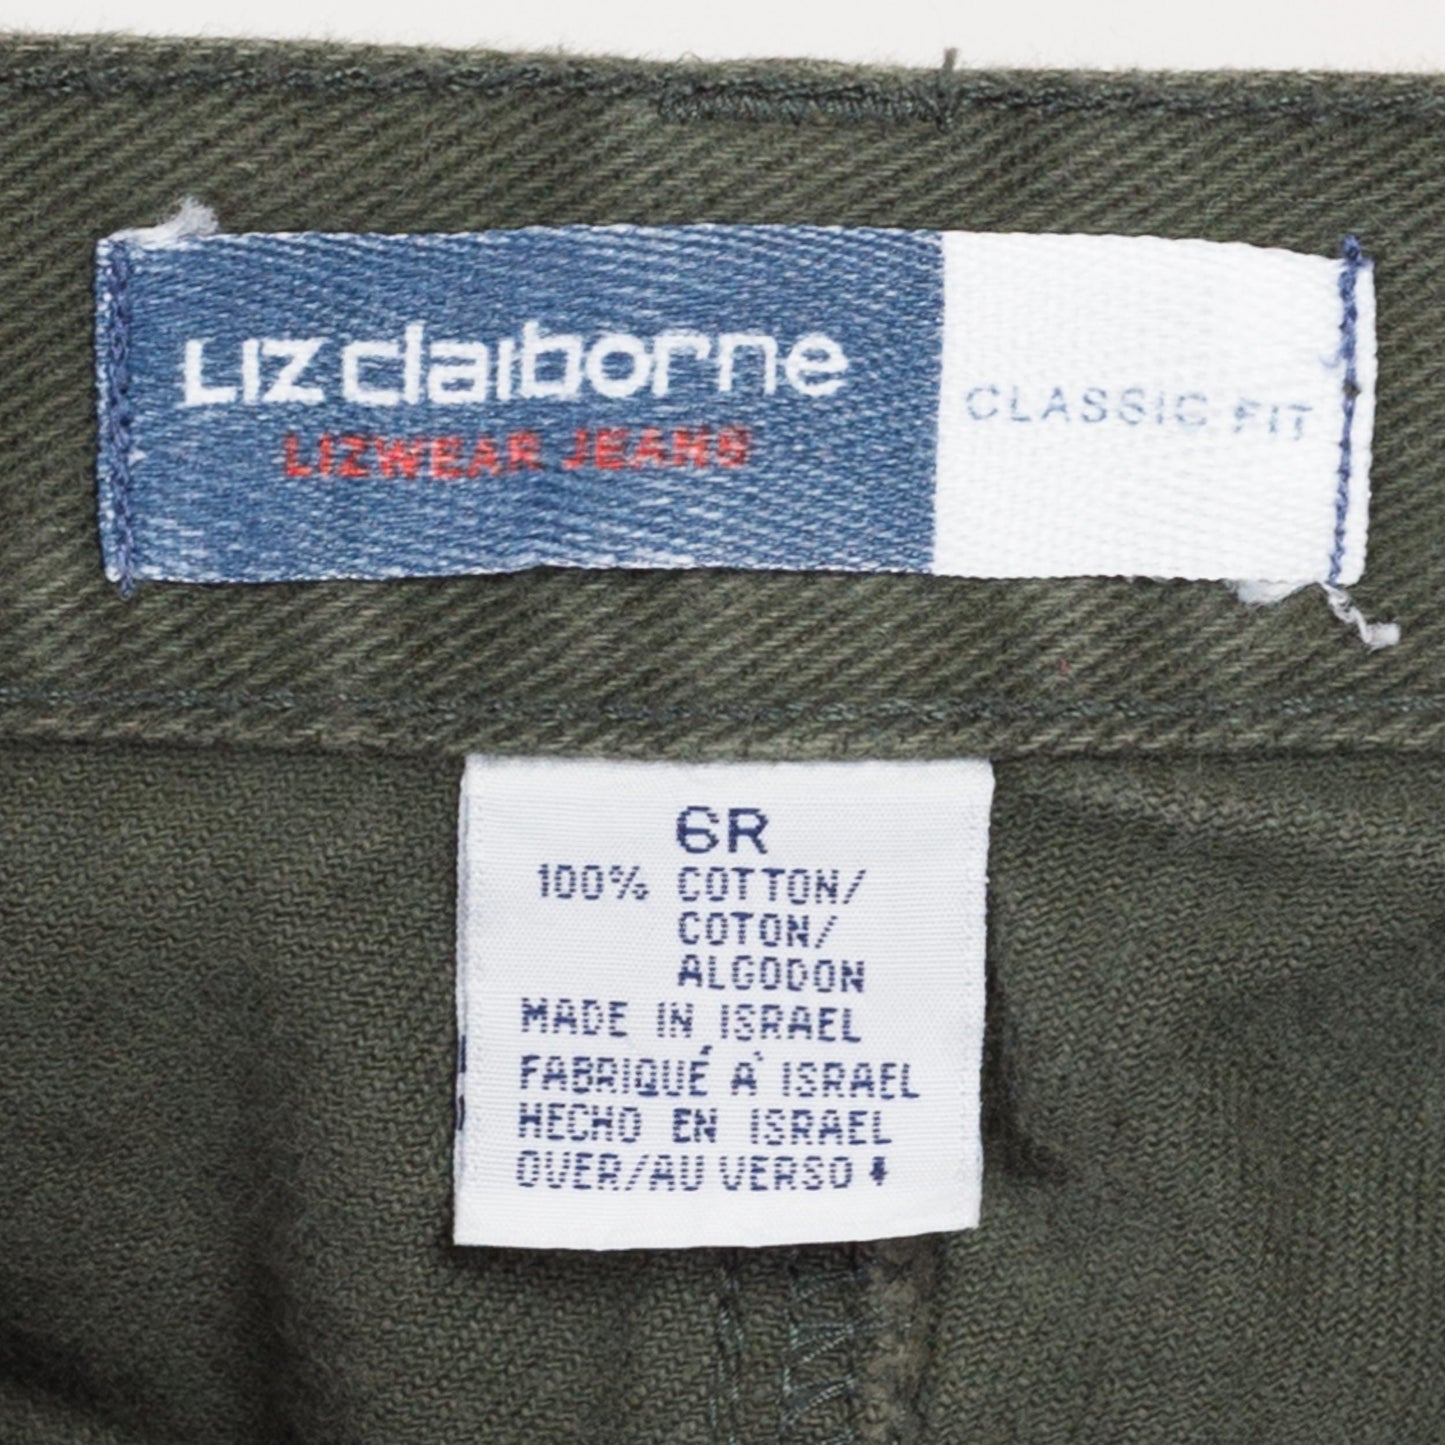 Liz claiborne
LIZWEAR JEANS
CLASSIC FIT
6R
100% COTTON/
COTON/
ALGODON
MADE IN ISRAEL
FABRIQUÉ À ISRAEL
HECHO EN ISRAEL
OVER/AU VERSO